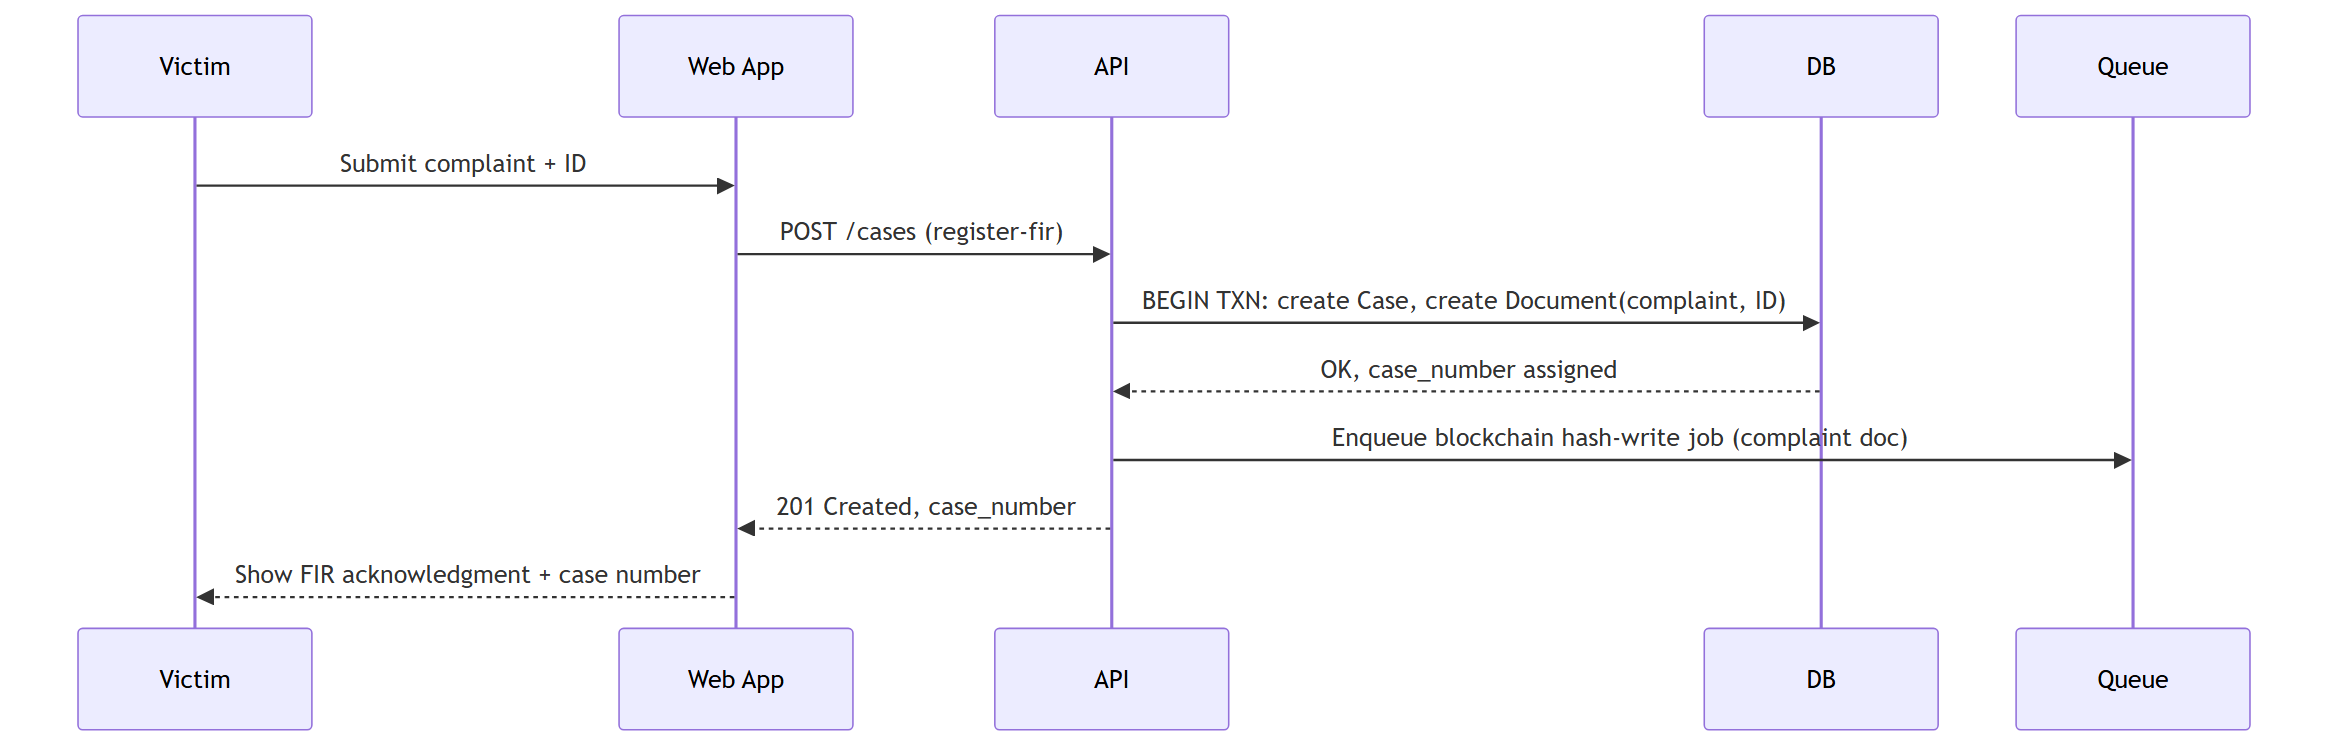 Victim
Web App
API
DB
Queue
Submit complaint + ID
POST /cases (register-fir)
BEGIN TXN: create Case, create Document(complaint, ID)
OK, case_number assigned
Enqueue blockchain hash-write job (complaint doc)
201 Created, case_number
Show FIR acknowledgment + case number
Victim
Web App
API
DB
Queue